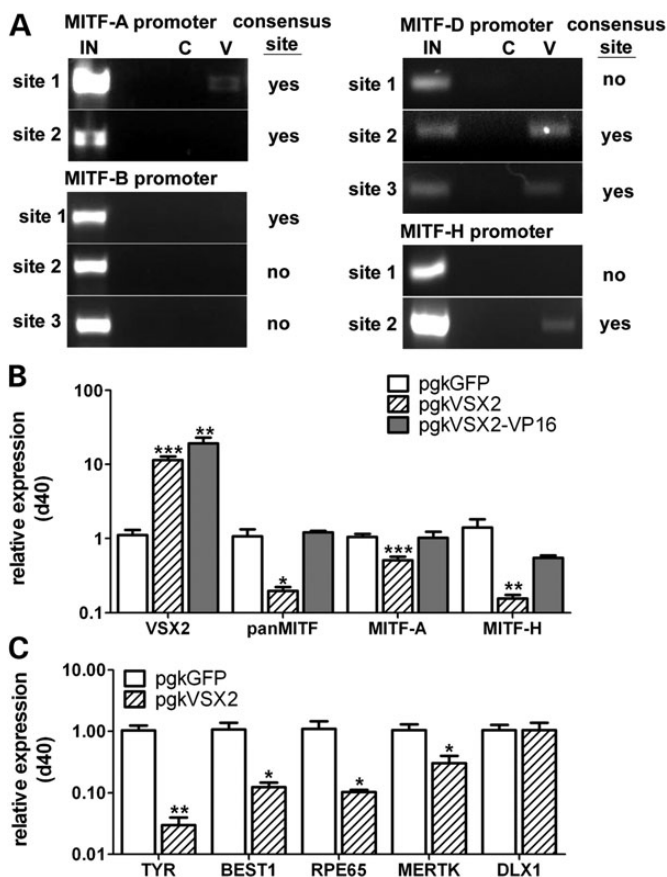 A
MITF-A promoter consensus site
IN C V
site 1 yes
site 2 yes
MITF-B promoter
site 1 yes
site 2 no
site 3 no
MITF-D promoter consensus site
IN C V
site 1 no
site 2 yes
site 3 yes
MITF-H promoter
site 1 no
site 2 yes
B
relative expression (d40)
100
10
1
0.1
pgkGFP
pgkVSX2
pgkVSX2-VP16
*** **
*
***
**
VSX2 panMITF MITF-A MITF-H
C
relative expression (d40)
10.00
1.00
0.10
0.01
pgkGFP
pgkVSX2
**
*
*
*
TYR BEST1 RPE65 MERTK DLX1